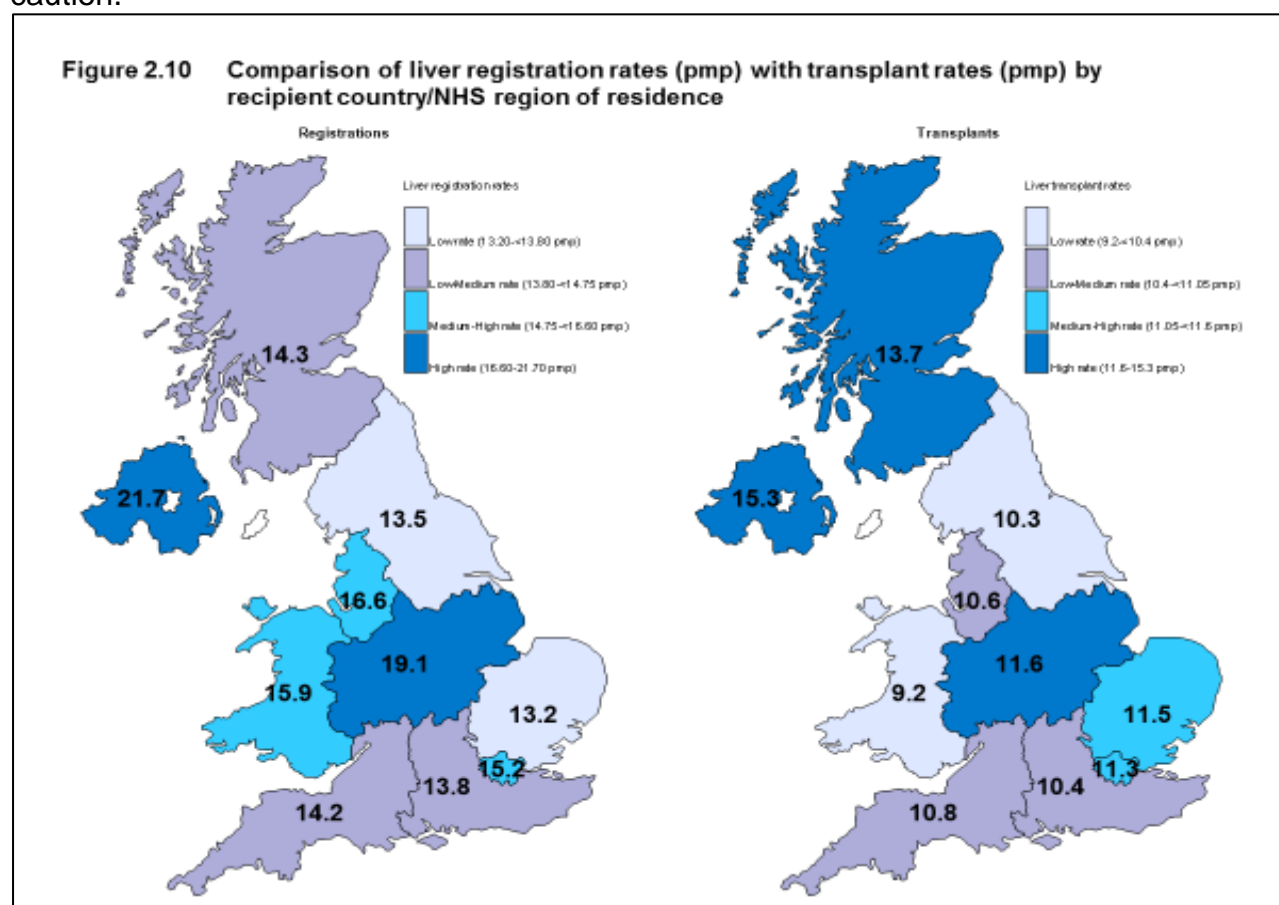 caution.
Figure 2.10 Comparison of liver registration rates (pmp) with transplant rates (pmp) by
recipient country/NHS region of residence
Registrations
Liver registration rates
Low rate (13.20-<13.80 pmp)
Low-Medium rate (13.80-<14.75 pmp)
Medium-High rate (14.75-<16.60 pmp)
High rate (16.60-21.70 pmp)
14.3
21.7
13.5
16.6
19.1
15.9
13.2
15.2
13.8
14.2
Transplants
Liver transplant rates
Low rate (9.2-<10.4 pmp)
Low-Medium rate (10.4-<11.05 pmp)
Medium-High rate (11.05-<11.6 pmp)
High rate (11.6-15.3 pmp)
13.7
15.3
10.3
10.6
11.6
9.2
11.5
11.3
10.4
10.8